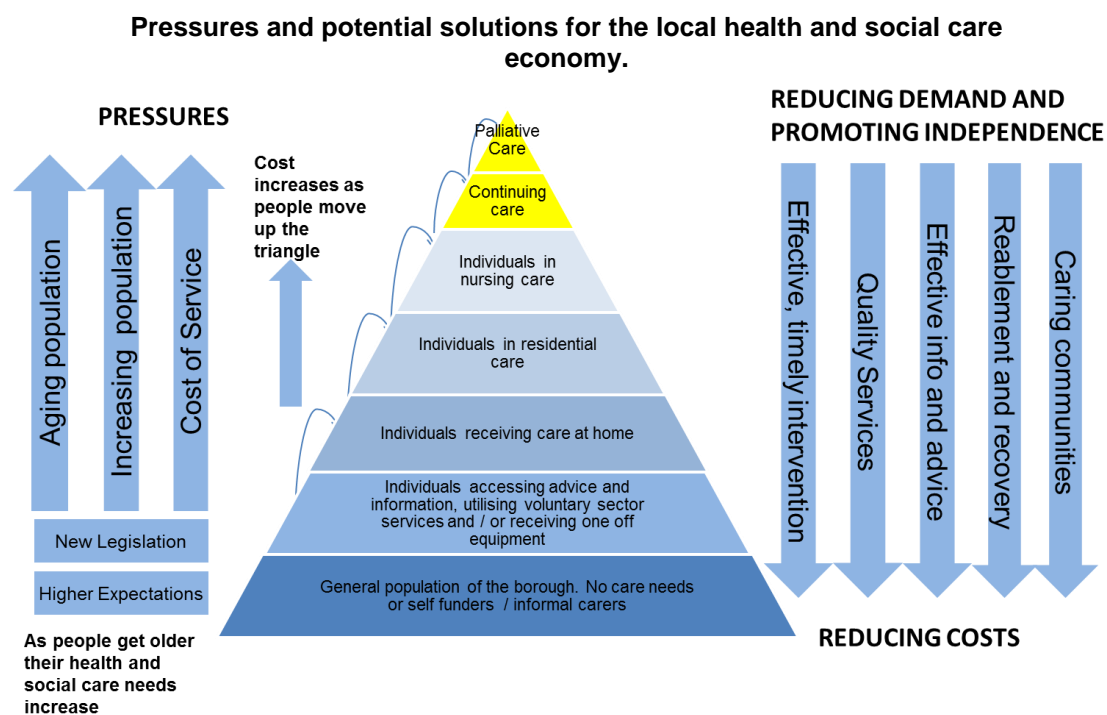 Pressures and potential solutions for the local health and social care
economy.
PRESSURES
Aging population
Increasing population
Cost of Service
New Legislation
Higher Expectations
As people get older
their health and
social care needs
increase
Cost
increases as
people move
up the
triangle
Palliative
Care
Continuing
care
Individuals in
nursing care
Individuals in residential
care
Individuals receiving care at home
Individuals accessing advice and
information, utilising voluntary sector
services and / or receiving one off
equipment
General population of the borough. No care needs
or self funders / informal carers
REDUCING DEMAND AND
PROMOTING INDEPENDENCE
Effective, timely intervention
Quality Services
Effective info and advice
Reablement and recovery
Caring communities
REDUCING COSTS